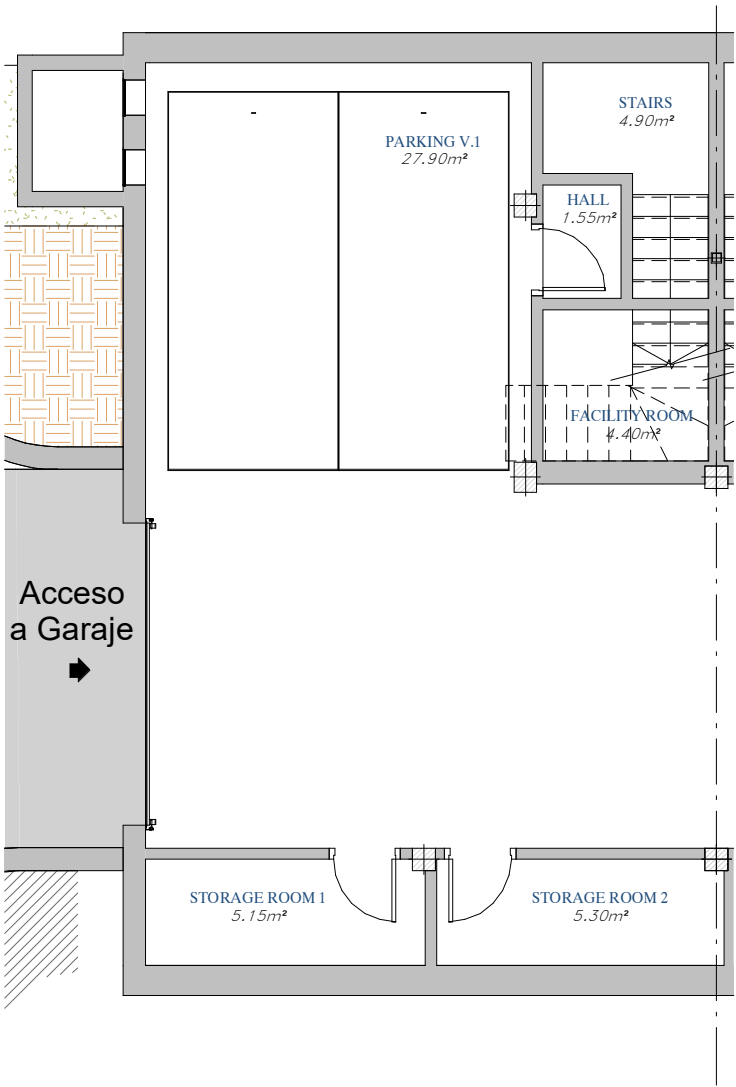 STAIRS
4.90m²
PARKING V.1
27.90m²
HALL
1.55m²
FACILITY ROOM
4.40m²
Acceso
a Garaje
STORAGE ROOM 1
5.15m²
STORAGE ROOM 2
5.30m²